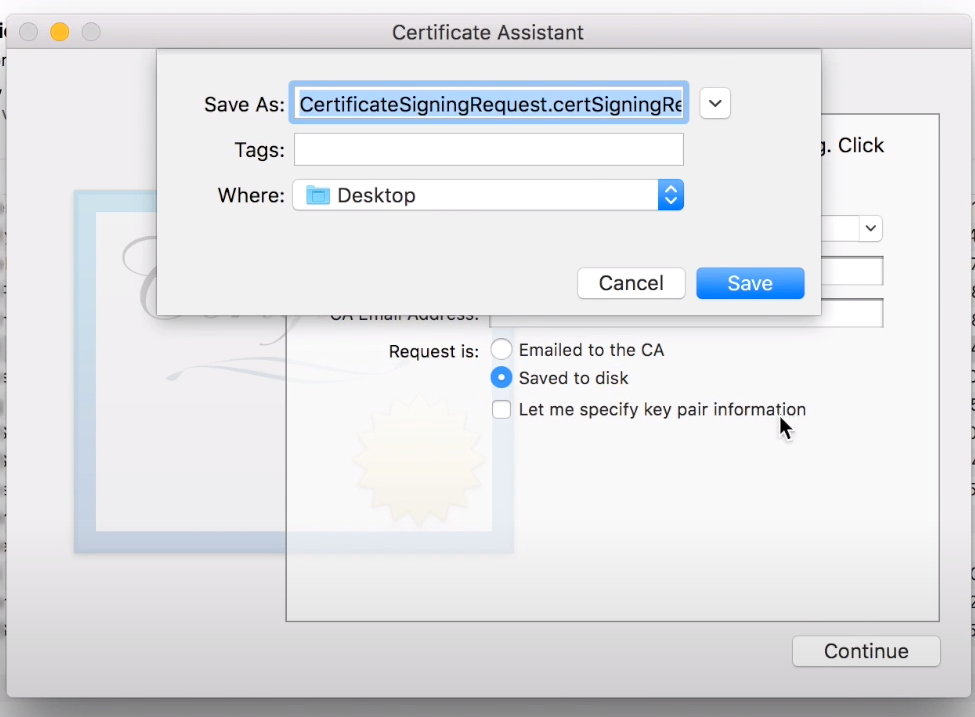 Certificate Assistant
Save As: CertificateSigningRequest.certSigningRe
Tags:
Where: Desktop
. Click
Cancel Save
CA Email Address:
Request is: Emailed to the CA
Saved to disk
Let me specify key pair information
Continue